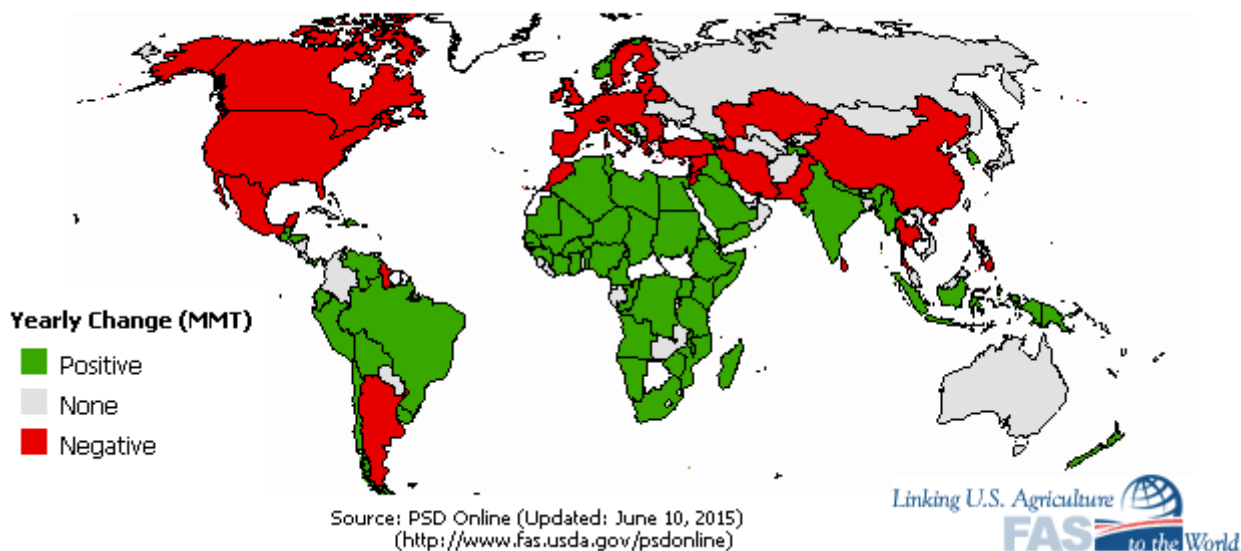 Yearly Change (MMT)
Positive
None
Negative
Source: PSD Online (Updated: June 10, 2015)
(http://www.fas.usda.gov/psdonline)
Linking U.S. Agriculture
FAS
to the World